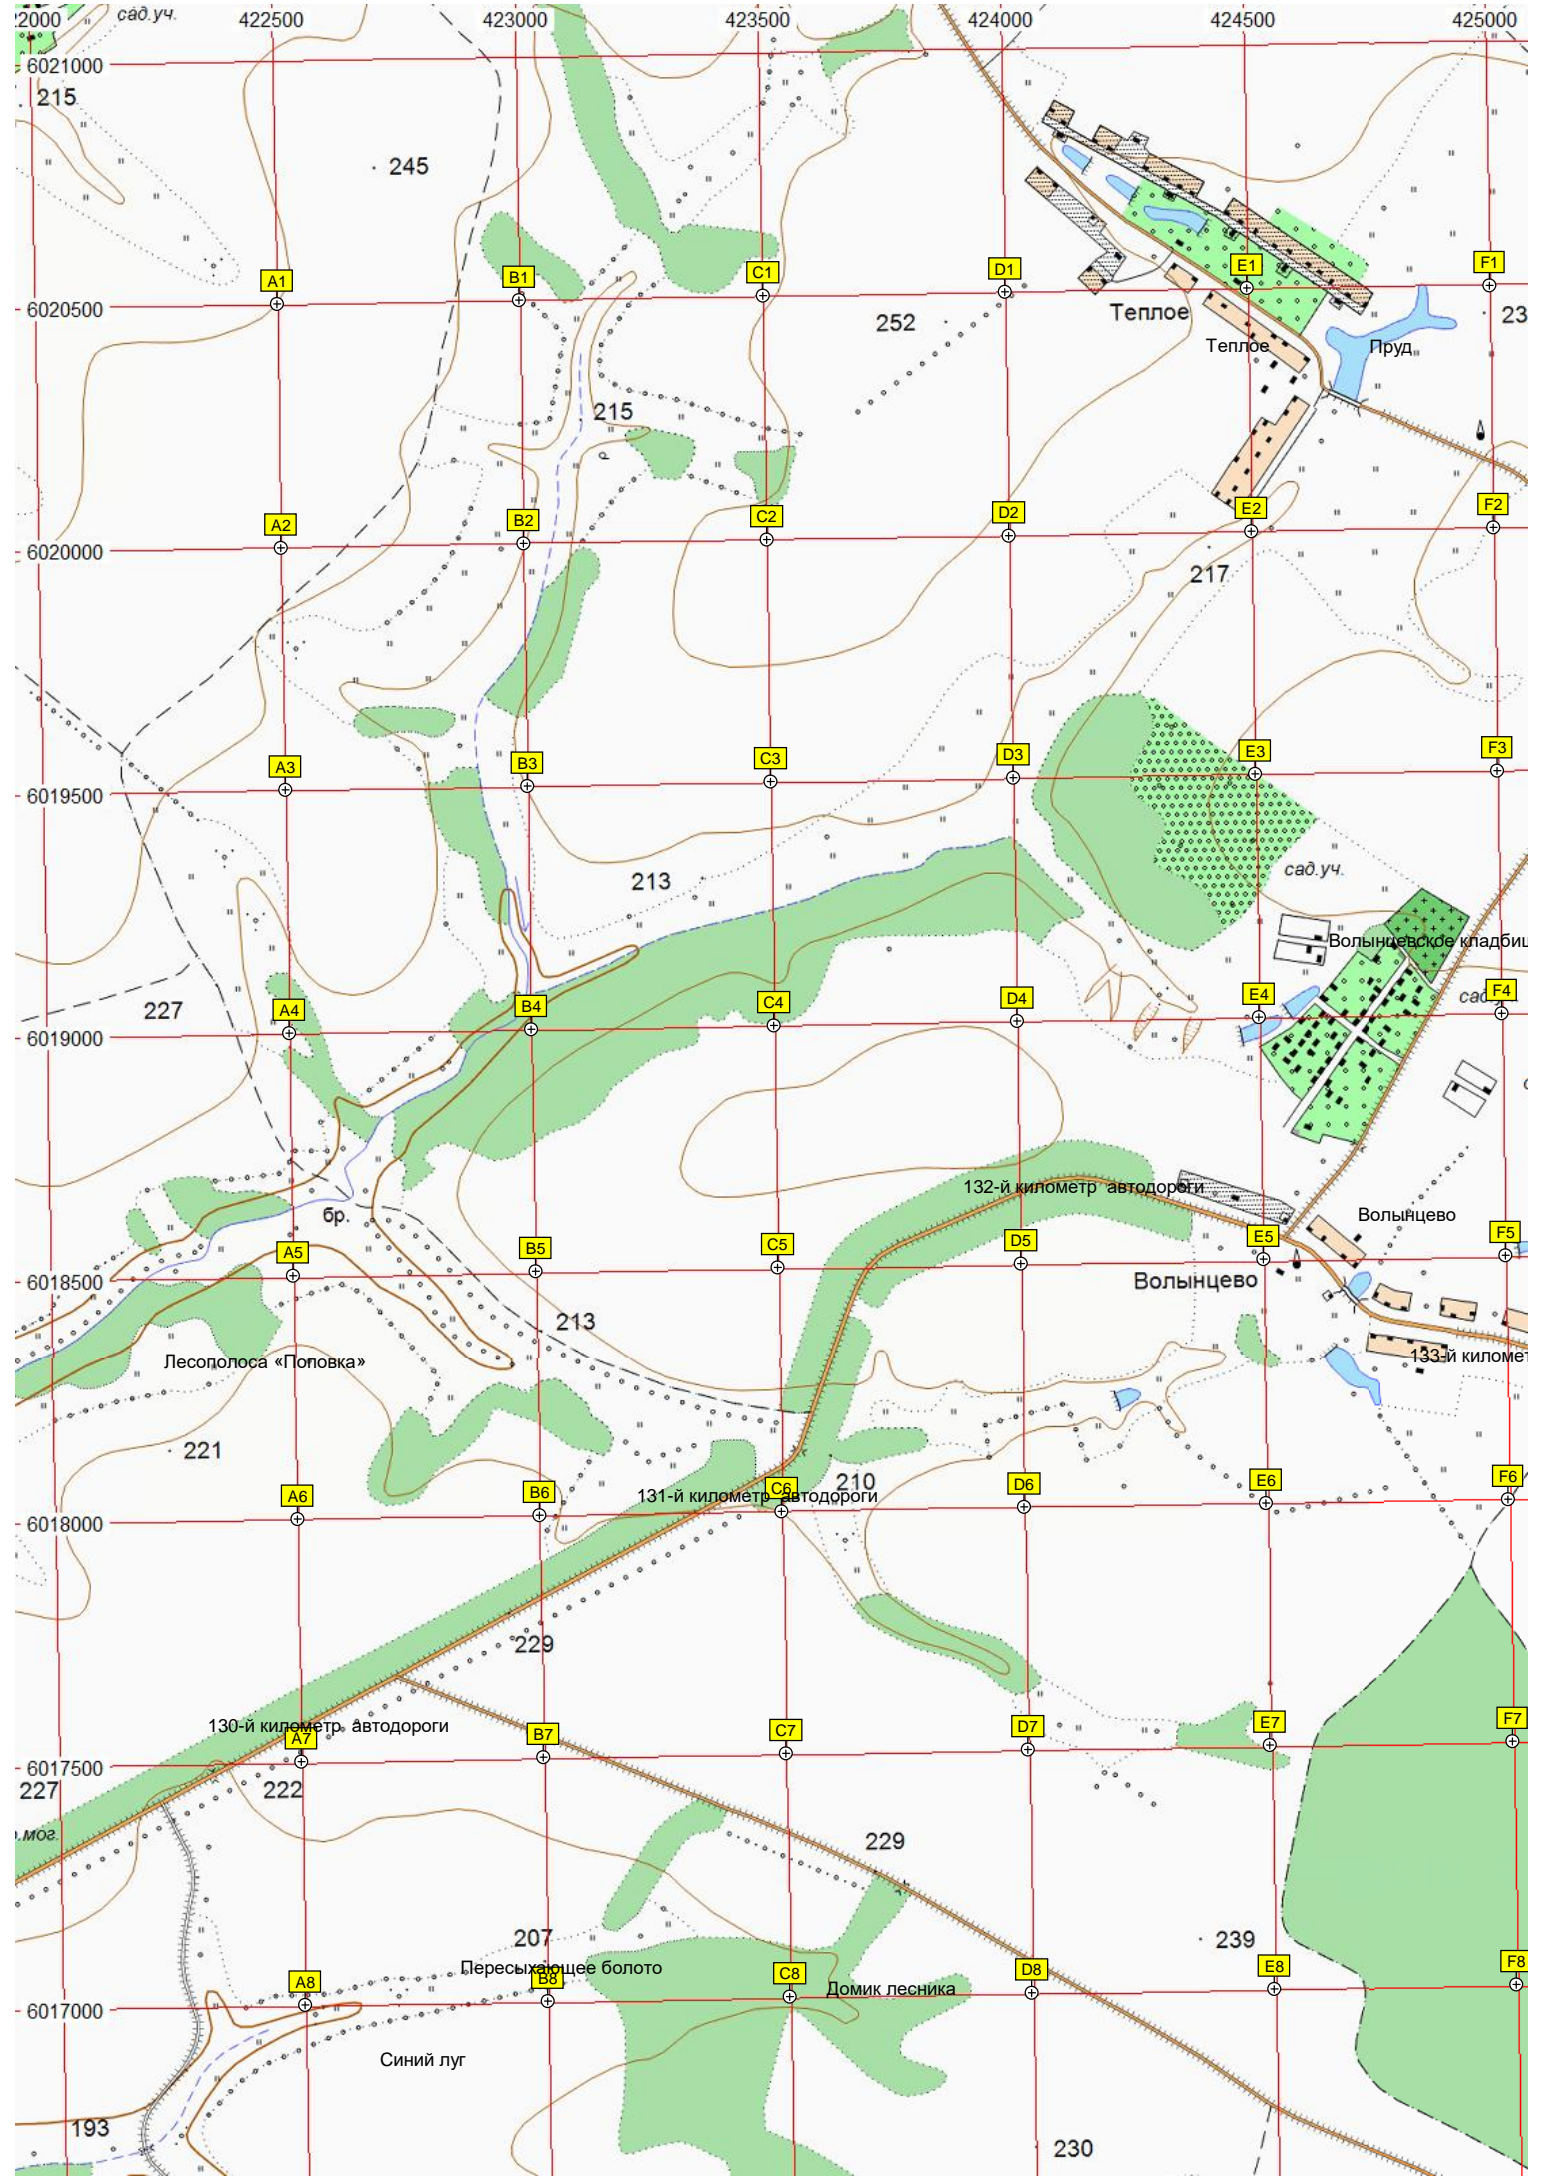 2000 422500 423000 423500 424000 424500 425000
сад.уч.
6021000
215
245
A1 B1 C1 D1 E1 F1
6020500
252
Теплое
23
Теплое
Пруд
215
A2 B2 C2 D2 E2 F2
6020000
217
A3 B3 C3 D3 E3 F3
6019500
213
сад.уч.
Волынцевское кладбищ
227
A4 B4 C4 D4 E4 F4
сад
6019000
132-й километр автодороги
бр.
Волынцево
A5 B5 C5 D5 E5 F5
6018500
Волынцево
213
Лесополоса «Поповка»
133-й километ
221
210
A6 B6 C6 D6 E6 F6
131-й километр автодороги
6018000
229
130-й километр автодороги
A7 B7 C7 D7 E7 F7
6017500
227
222
.мог.
229
207
239
Пересыхающее болото
A8 B8 C8 D8 E8 F8
Домик лесника
6017000
Синий луг
193
230